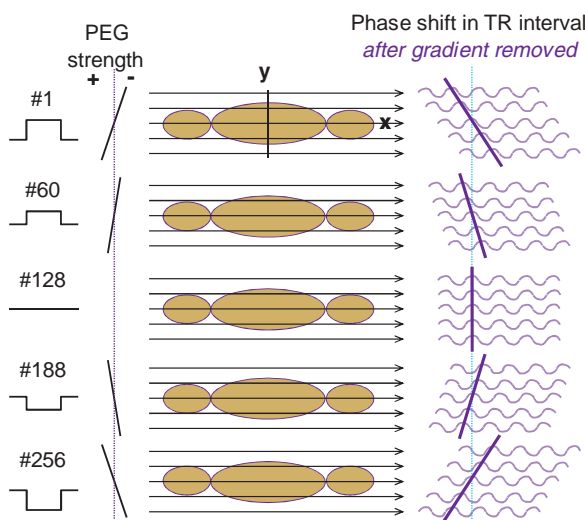 PEG
strength
+ -
Phase shift in TR interval
after gradient removed
y
x
#1
#60
#128
#188
#256